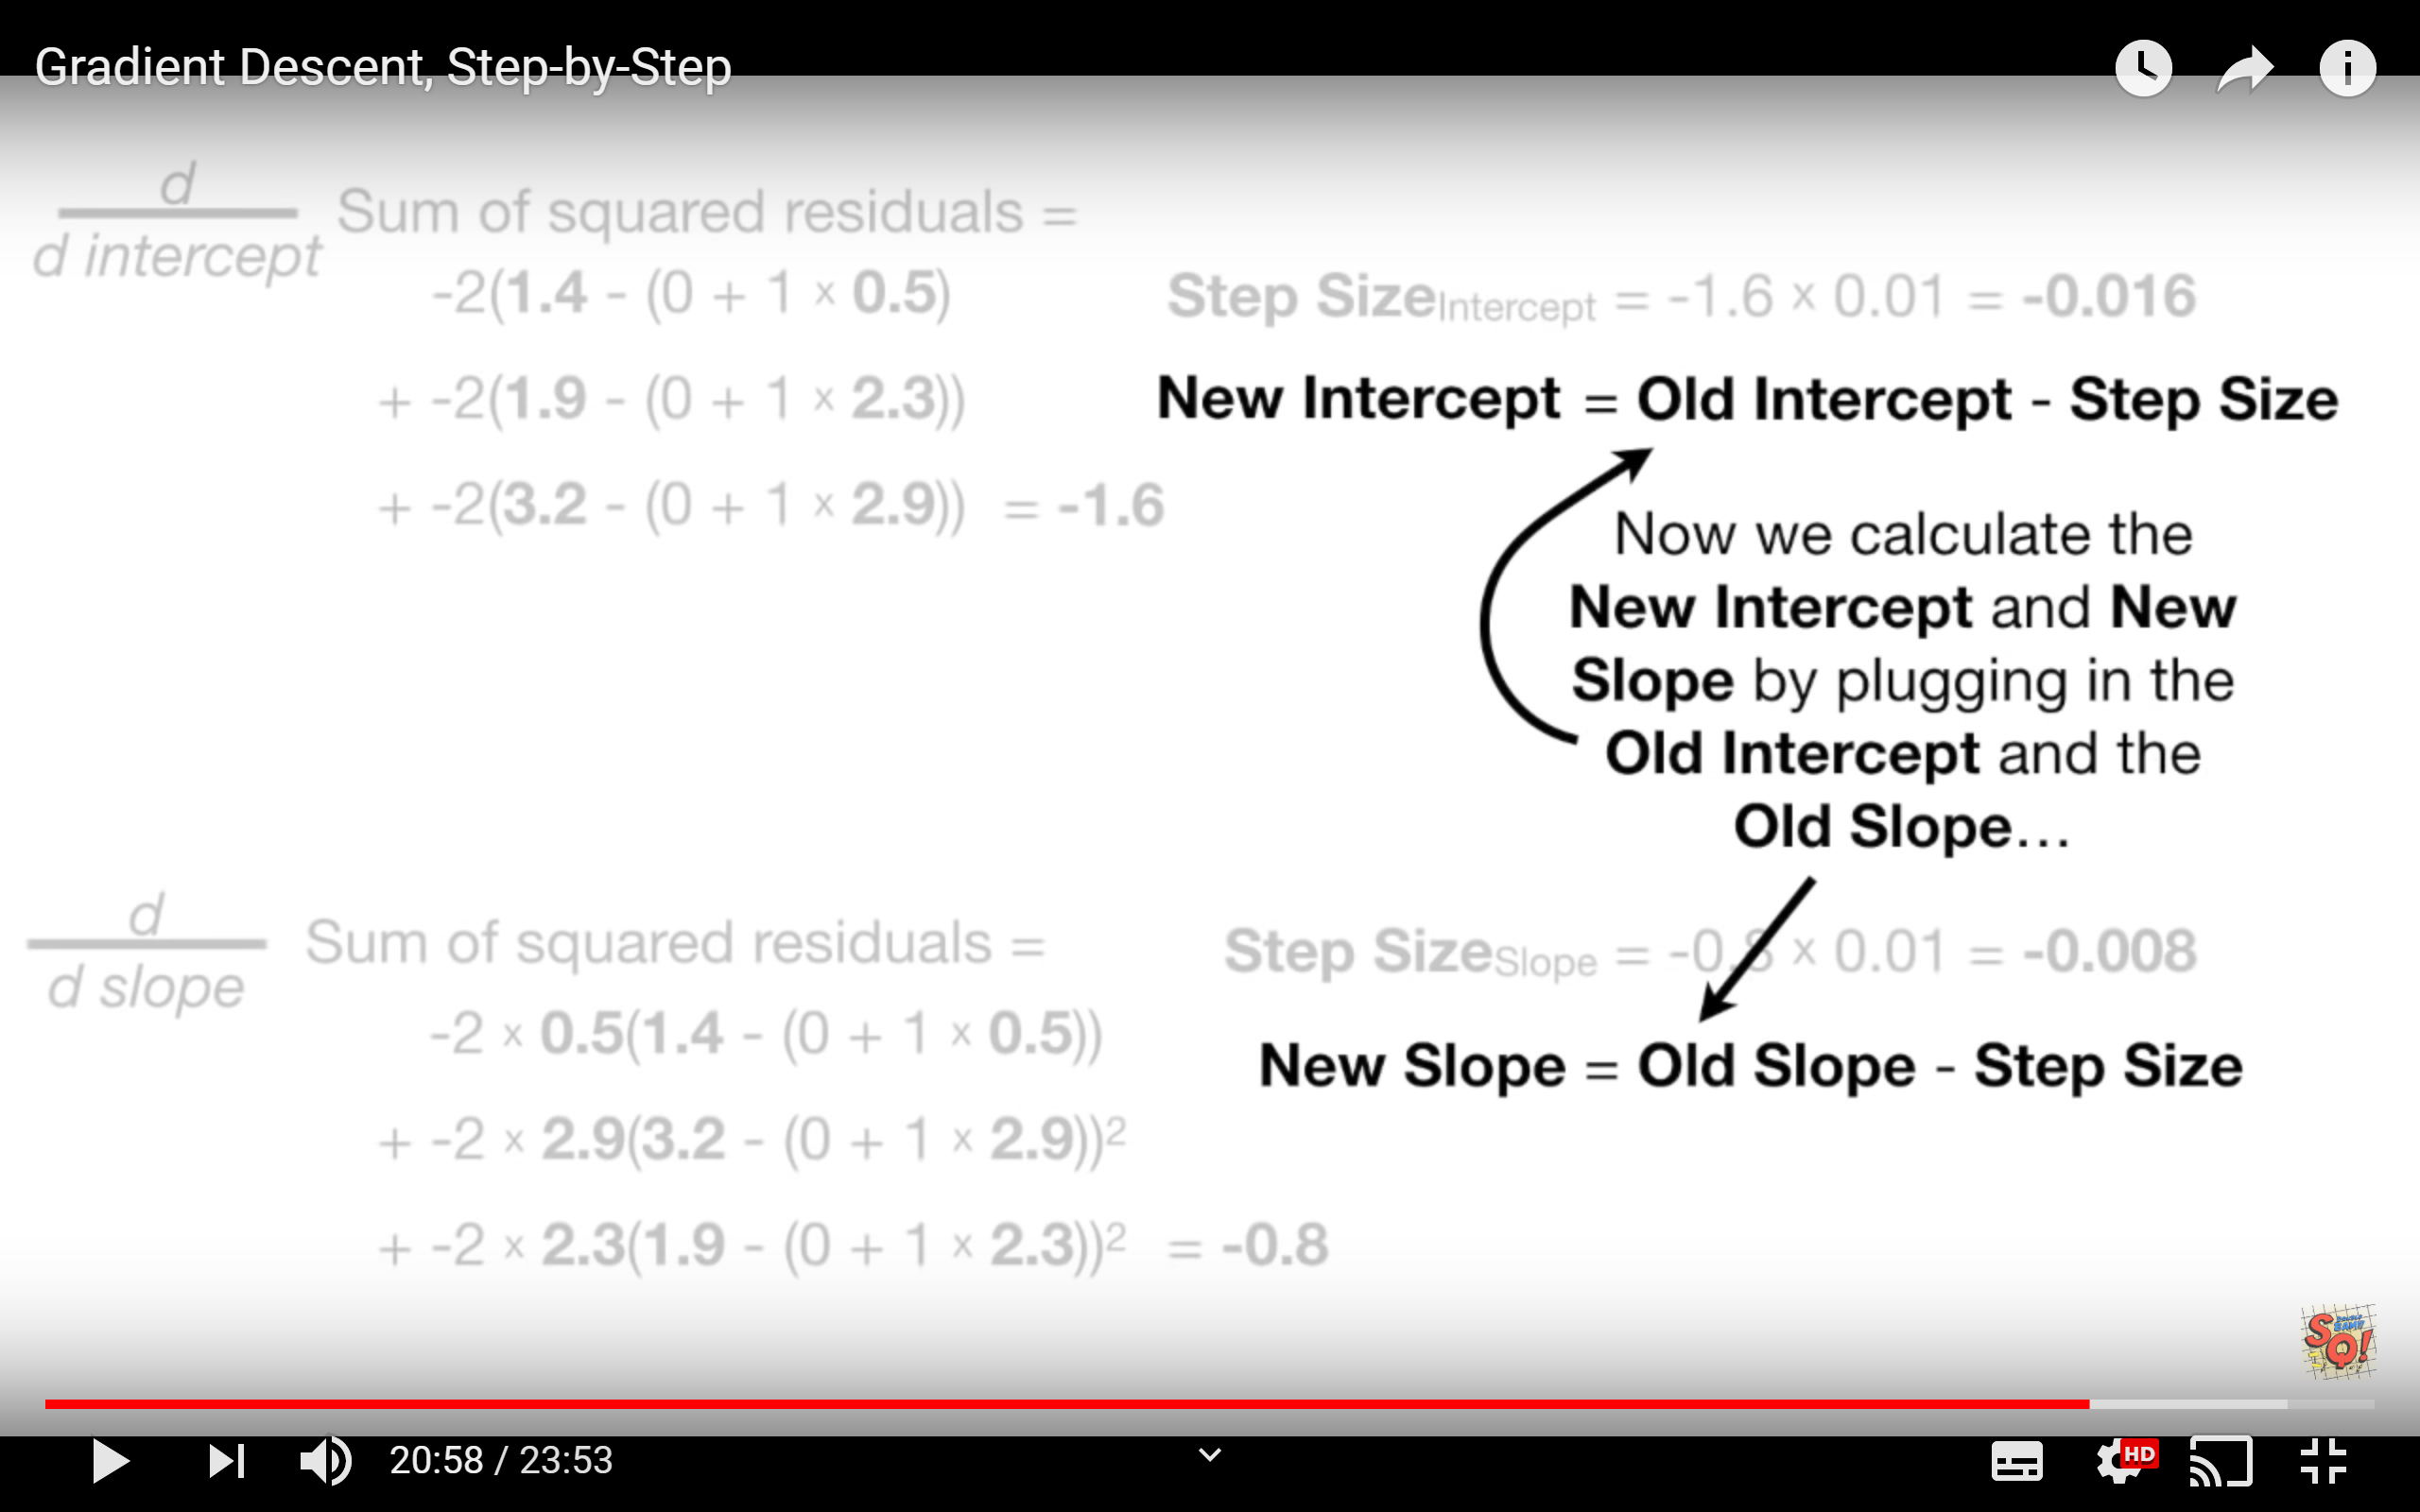 Gradient Descent, Step-by-Step
d
d intercept
Sum of squared residuals =
-2(1.4 - (0 + 1 × 0.5)
+ -2(1.9 - (0 + 1 × 2.3))
+ -2(3.2 - (0 + 1 × 2.9)) = -1.6
Step SizeIntercept = -1.6 × 0.01 = -0.016
New Intercept = Old Intercept - Step Size
Now we calculate the
New Intercept and New
Slope by plugging in the
Old Intercept and the
Old Slope...
d
d slope
Sum of squared residuals =
-2 × 0.5(1.4 - (0 + 1 × 0.5))
+ -2 × 2.9(3.2 - (0 + 1 × 2.9))²
+ -2 × 2.3(1.9 - (0 + 1 × 2.3))² = -0.8
Step SizeSlope = -0.8 × 0.01 = -0.008
New Slope = Old Slope - Step Size
SQ!
20:58 / 23:53
HD